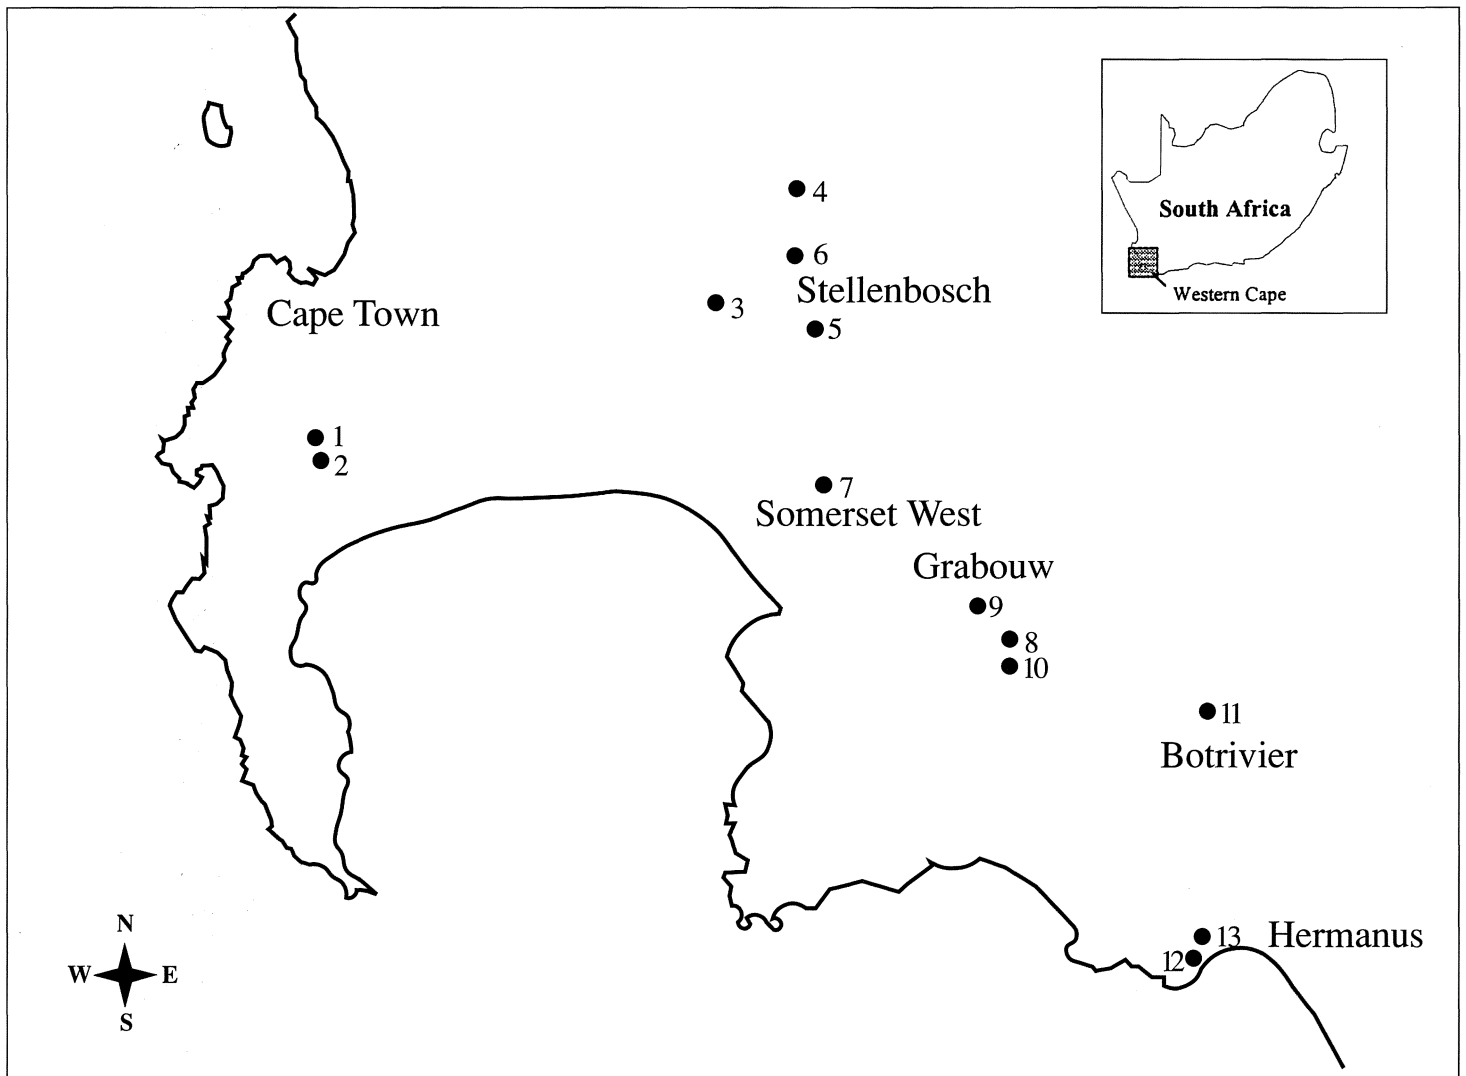 4
6
Stellenbosch
3
5
South Africa
Western Cape
Cape Town
1
2
7
Somerset West
Grabouw
9
8
10
11
Botrivier
13
Hermanus
12
N
W E
S